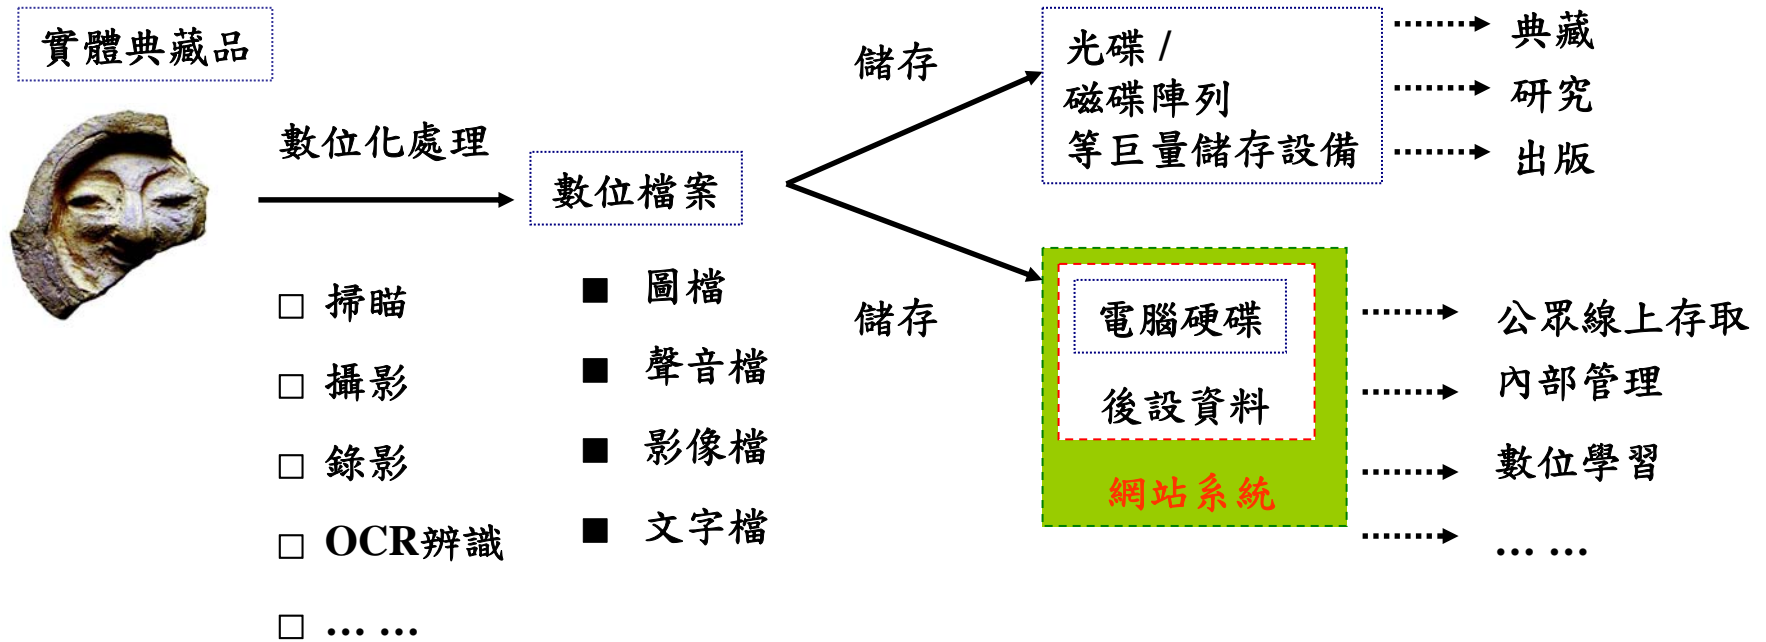 實體典藏品
數位化處理
□ 掃瞄
□ 攝影
□ 錄影
□ OCR辨識
□ … …
數位檔案
■ 圖檔
■ 聲音檔
■ 影像檔
■ 文字檔
儲存
光碟 /
磁碟陣列
等巨量儲存設備
典藏
研究
出版
儲存
電腦硬碟
後設資料
網站系統
公眾線上存取
內部管理
數位學習
… …